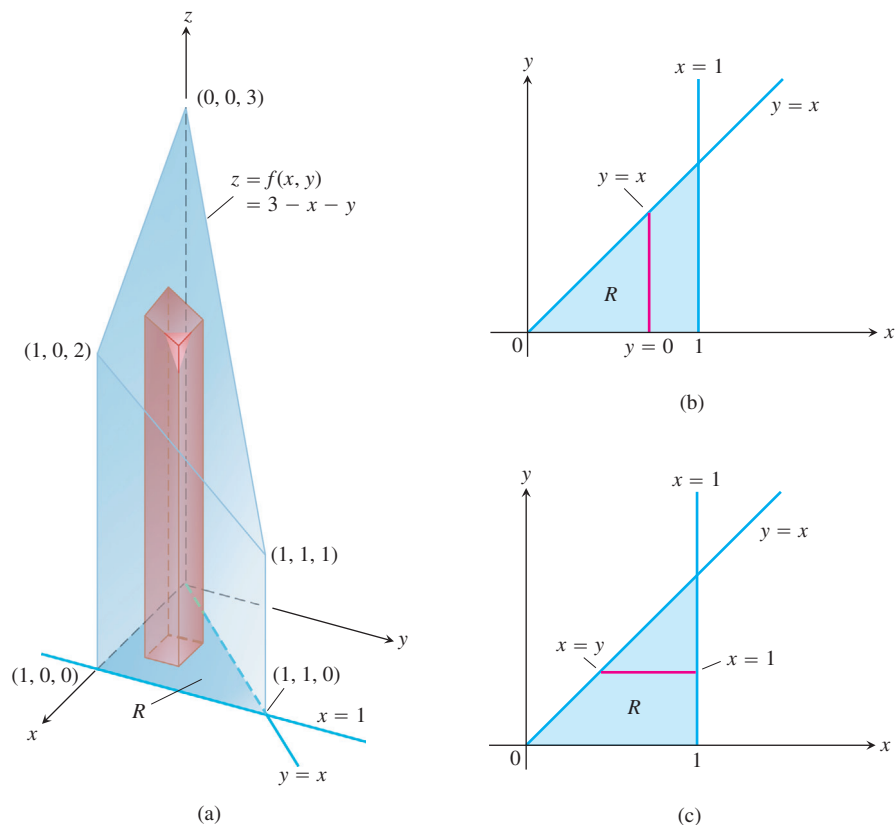 z
(0, 0, 3)
z = f(x, y)
= 3 − x − y
(1, 0, 2)
(1, 1, 1)
y
(1, 0, 0)
(1, 1, 0)
R
x = 1
x
y = x
(a)
y
x = 1
y = x
y = x
R
0
y = 0
1
x
(b)
y
x = 1
y = x
x = y
x = 1
R
0
1
x
(c)